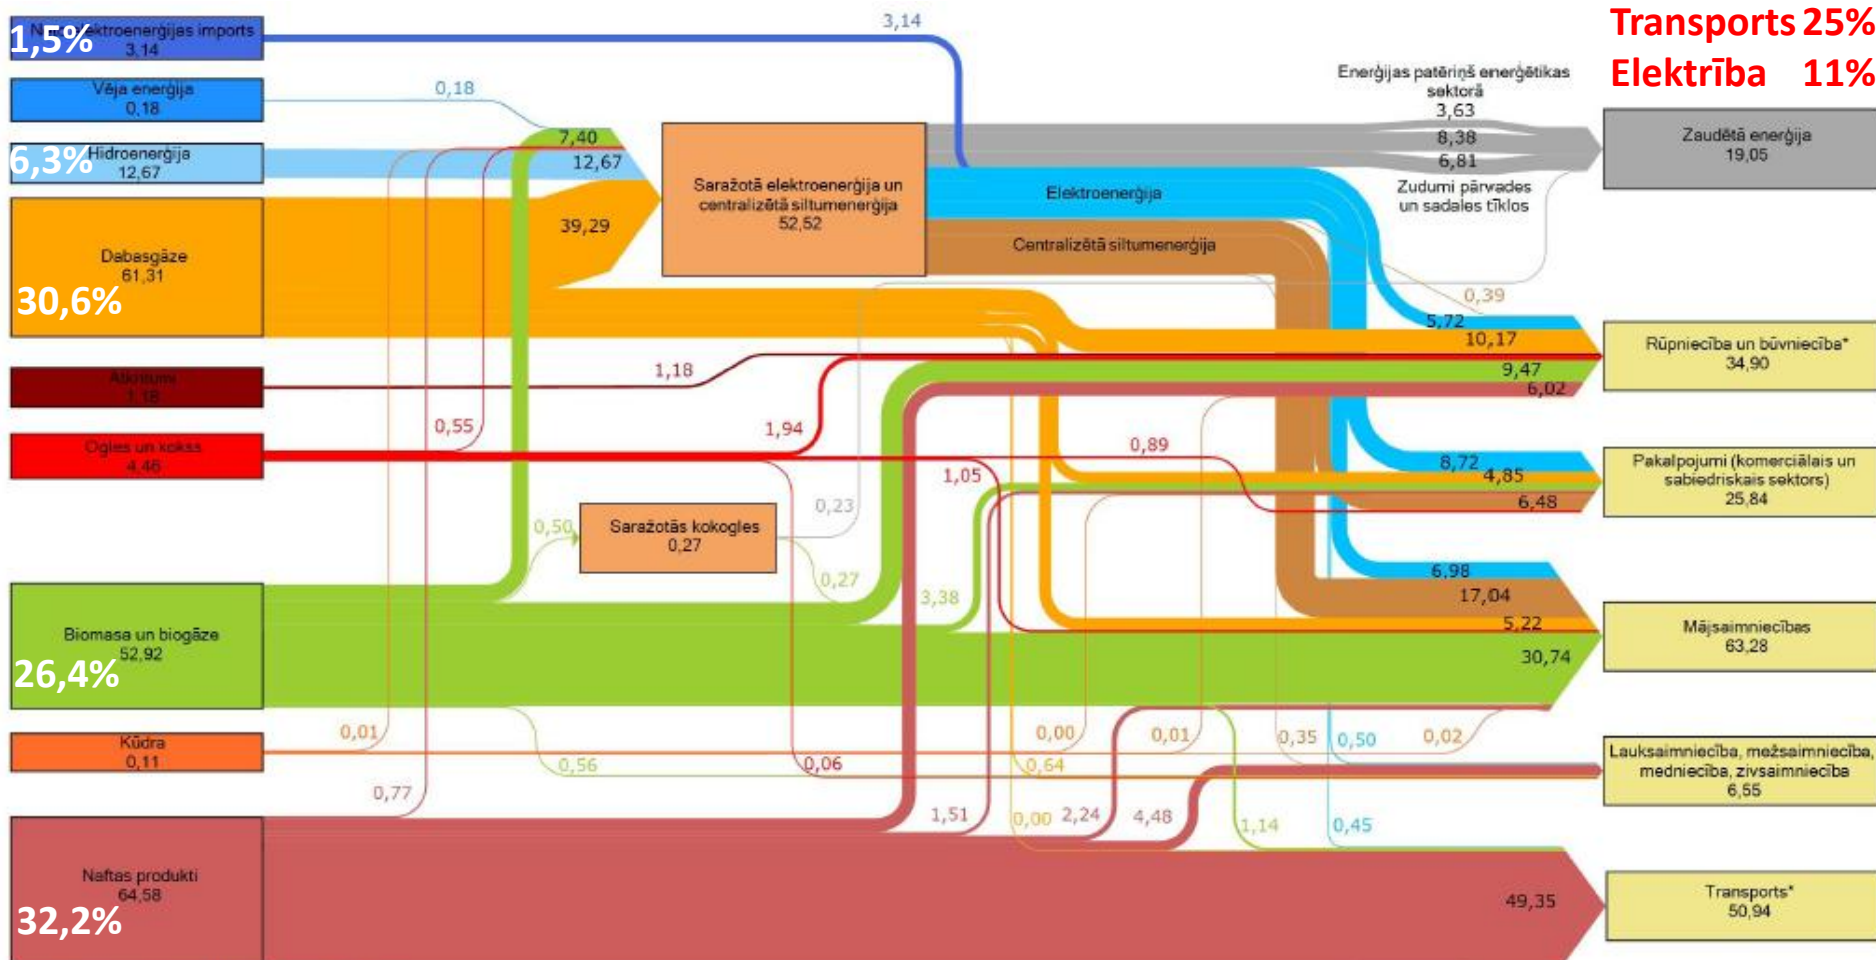 1,5%
elektroenerģijas imports
3,14
Vēja enerģija
0,18
6,3%
Hidroenerģija
12,67
Dabasgāze
61,31
30,6%
Atkritumi
1,18
Ogles un kokss
4,46
Biomasa un biogāze
52,92
26,4%
Kūdra
0,11
Naftas produkti
64,58
32,2%
3,14
0,18
7,40
12,67
39,29
Saražotā elektroenerģija un
centralizētā siltumenerģija
52,52
Elektroenerģija
Centralizētā siltumenerģija
1,18
0,55
1,94
0,50
Saražotās kokogles
0,27
0,23
0,27
3,38
1,05
0,89
0,01
0,77
0,56
0,06
1,51
0,00
0,64
0,00
2,24
4,48
0,01
1,14
0,35
0,50
0,45
0,02
Transports 25%
Elektrība 11%
Enerģijas patēriņš enerģētikas
sektorā
3,63
8,38
6,81
Zudumi pārvades
un sadales tīklos
0,39
5,72
10,17
9,47
6,02
8,72
4,85
6,48
6,98
17,04
5,22
30,74
49,35
Zaudētā enerģija
19,05
Rūpniecība un būvniecība*
34,90
Pakalpojumi (komerciālais un
sabiedriskais sektors)
25,84
Mājsaimniecības
63,28
Lauksaimniecība, mežsaimniecība,
medniecība, zivsaimniecība
6,55
Transports*
50,94